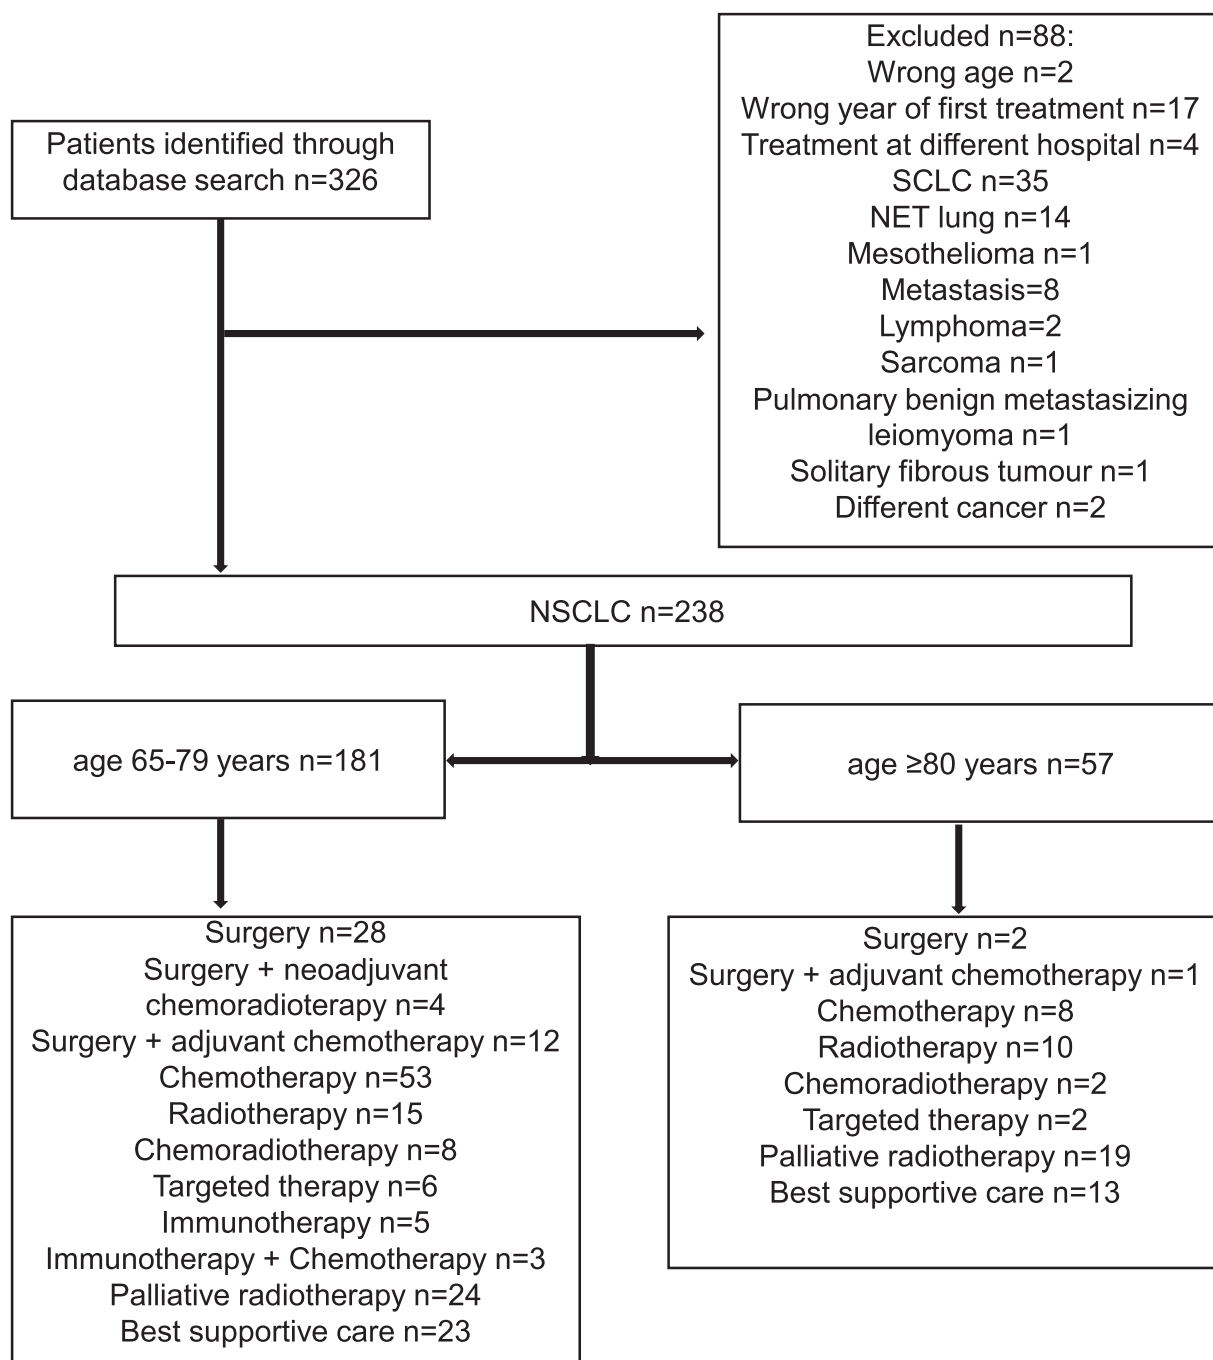 Patients identified through
database search n=326
Excluded n=88:
Wrong age n=2
Wrong year of first treatment n=17
Treatment at different hospital n=4
SCLC n=35
NET lung n=14
Mesothelioma n=1
Metastasis=8
Lymphoma=2
Sarcoma n=1
Pulmonary benign metastasizing
leiomyoma n=1
Solitary fibrous tumour n=1
Different cancer n=2
NSCLC n=238
age 65-79 years n=181
age ≥80 years n=57
Surgery n=28
Surgery + neoadjuvant
chemoradioterapy n=4
Surgery + adjuvant chemotherapy n=12
Chemotherapy n=53
Radiotherapy n=15
Chemoradiotherapy n=8
Targeted therapy n=6
Immunotherapy n=5
Immunotherapy + Chemotherapy n=3
Palliative radiotherapy n=24
Best supportive care n=23
Surgery n=2
Surgery + adjuvant chemotherapy n=1
Chemotherapy n=8
Radiotherapy n=10
Chemoradiotherapy n=2
Targeted therapy n=2
Palliative radiotherapy n=19
Best supportive care n=13